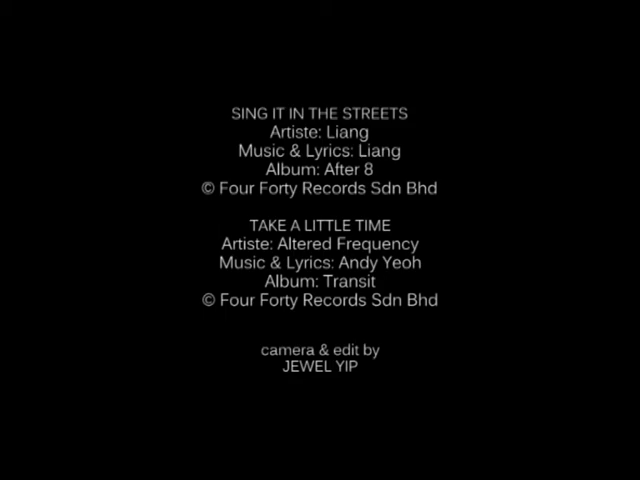 SING IT IN THE STREETS
Artiste: Liang
Music & Lyrics: Liang
Album: After 8
© Four Forty Records Sdn Bhd
TAKE A LITTLE TIME
Artiste: Altered Frequency
Music & Lyrics: Andy Yeoh
Album: Transit
© Four Forty Records Sdn Bhd
camera & edit by
JEWEL YIP